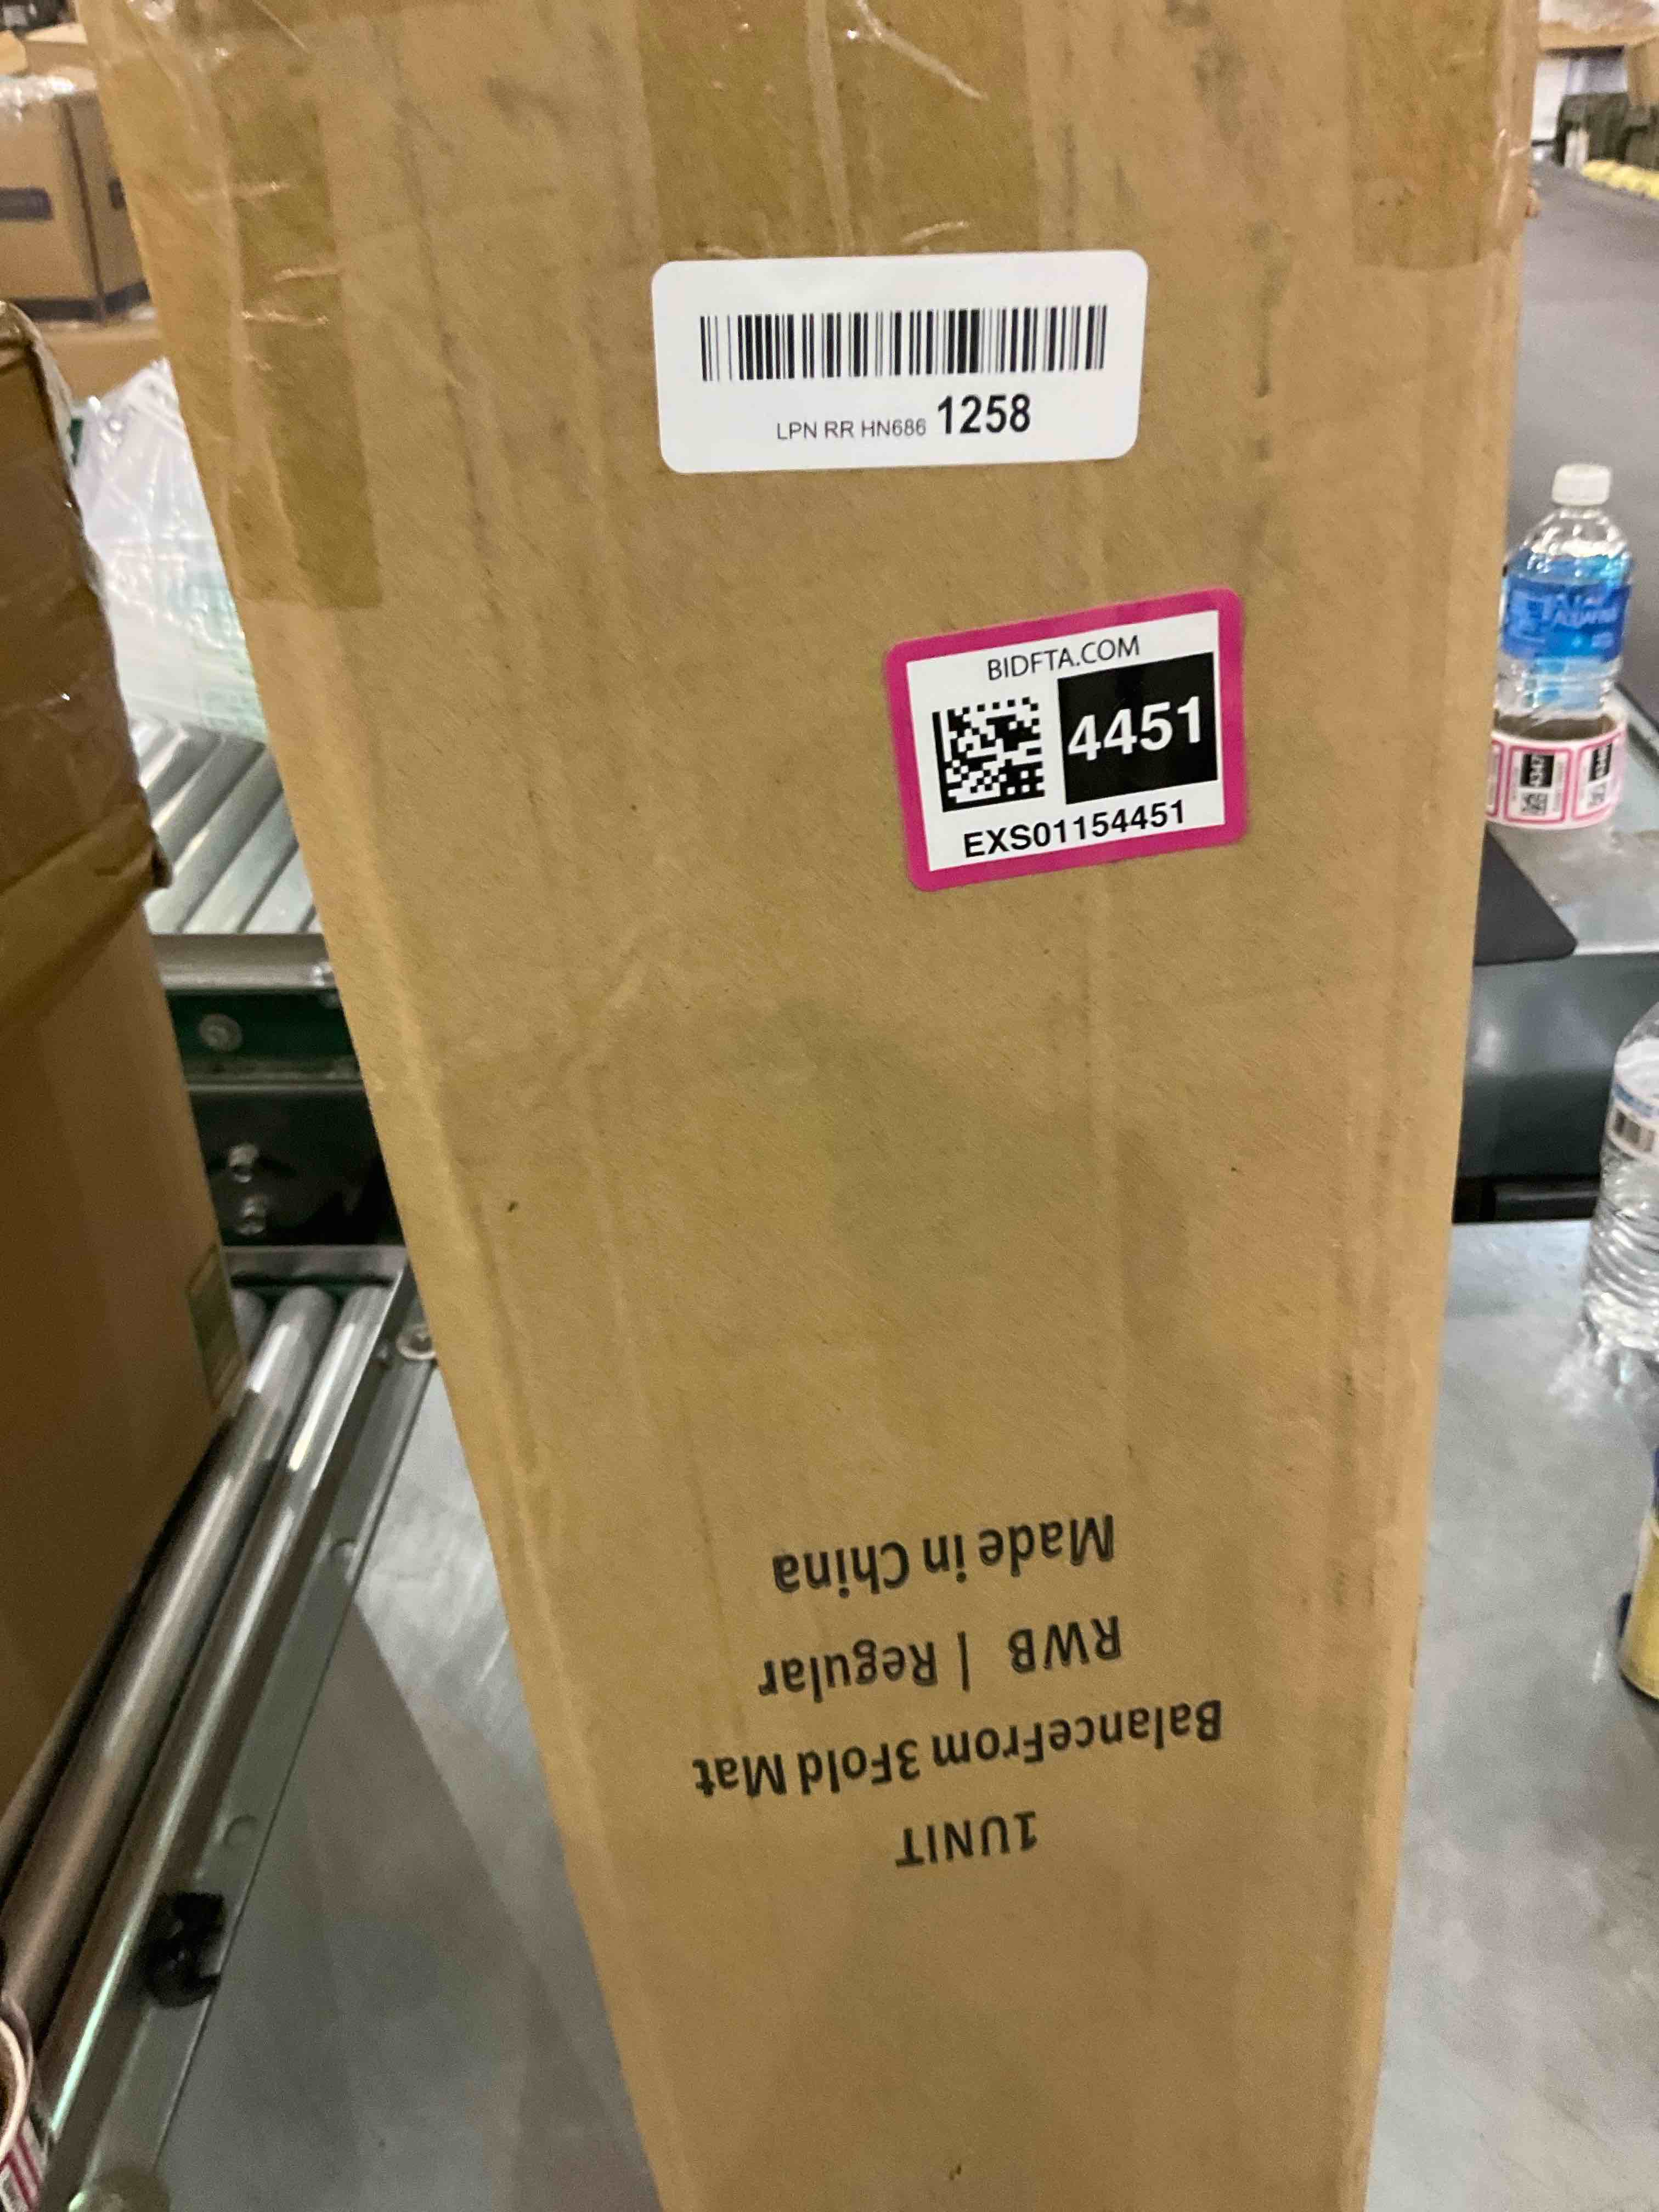 LPN RR HN686 1258
BIDFTA.COM
4451
EXS01154451
1UNIT
BalanceFrom 3Fold Mat
RWB | Regular
Made in China